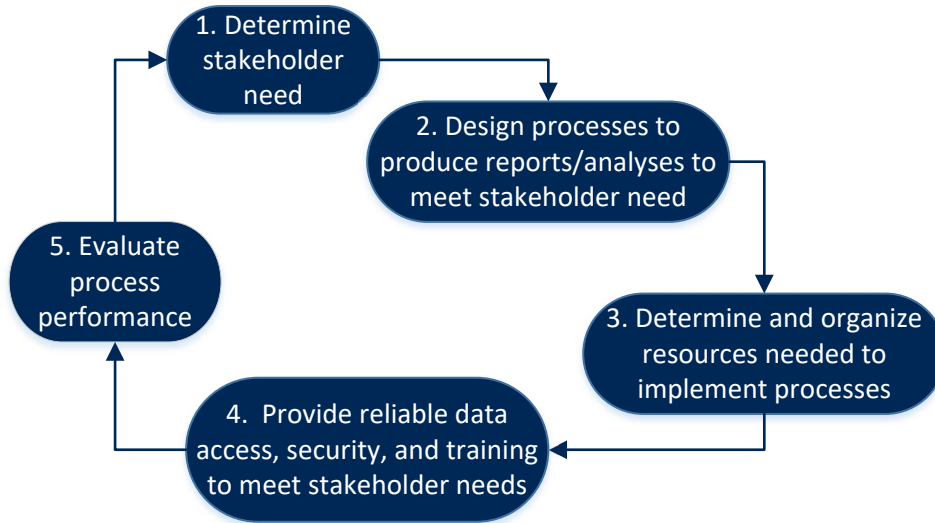 1. Determine
stakeholder
need
2. Design processes to
produce reports/analyses to
meet stakeholder need
3. Determine and organize
resources needed to
implement processes
4.  Provide reliable data
access, security, and training
to meet stakeholder needs
5. Evaluate
process
performance